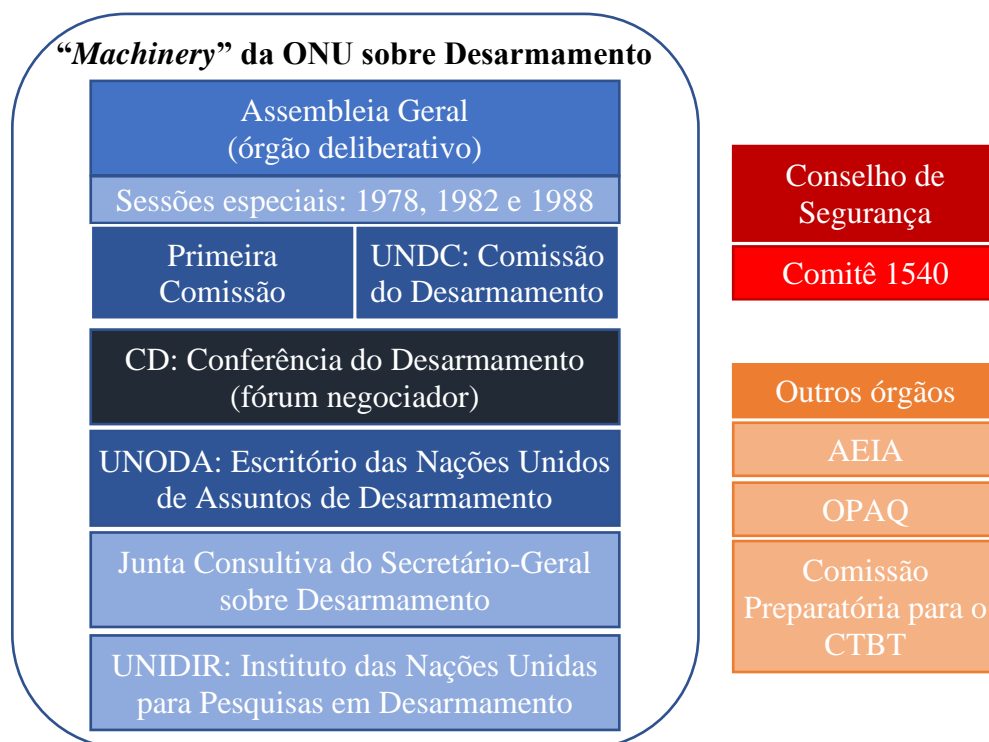 “Machinery” da ONU sobre Desarmamento
Assembleia Geral
(órgão deliberativo)
Sessões especiais: 1978, 1982 e 1988
Primeira
Comissão
UNDC: Comissão
do Desarmamento
CD: Conferência do Desarmamento
(fórum negociador)
UNODA: Escritório das Nações Unidos
de Assuntos de Desarmamento
Junta Consultiva do Secretário-Geral
sobre Desarmamento
UNIDIR: Instituto das Nações Unidas
para Pesquisas em Desarmamento
Conselho de
Segurança
Comitê 1540
Outros órgãos
AEIA
OPAQ
Comissão
Preparatória para o
CTBT